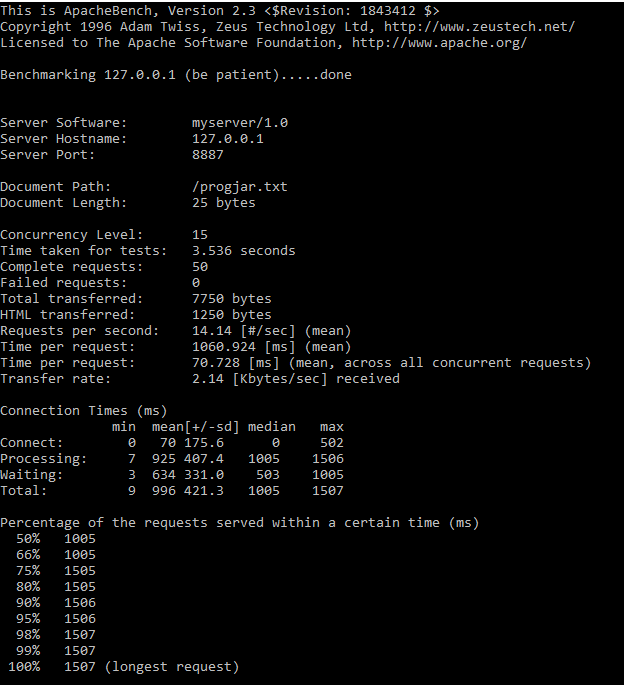 This is ApacheBench, Version 2.3 <$Revision: 1843412 $>
Copyright 1996 Adam Twiss, Zeus Technology Ltd, http://www.zeustech.net/
Licensed to The Apache Software Foundation, http://www.apache.org/

Benchmarking 127.0.0.1 (be patient).....done


Server Software:        myserver/1.0
Server Hostname:        127.0.0.1
Server Port:            8887

Document Path:          /progjar.txt
Document Length:        25 bytes

Concurrency Level:      15
Time taken for tests:   3.536 seconds
Complete requests:      50
Failed requests:        0
Total transferred:      7750 bytes
HTML transferred:       1250 bytes
Requests per second:    14.14 [#/sec] (mean)
Time per request:       1060.924 [ms] (mean)
Time per request:       70.728 [ms] (mean, across all concurrent requests)
Transfer rate:          2.14 [Kbytes/sec] received

Connection Times (ms)
              min  mean[+/-sd] median   max
Connect:        0   70 175.6      0     502
Processing:     7  925 407.4   1005    1506
Waiting:        3  634 331.0    503    1005
Total:          9  996 421.3   1005    1507

Percentage of the requests served within a certain time (ms)
  50%   1005
  66%   1005
  75%   1505
  80%   1505
  90%   1506
  95%   1506
  98%   1507
  99%   1507
 100%   1507 (longest request)